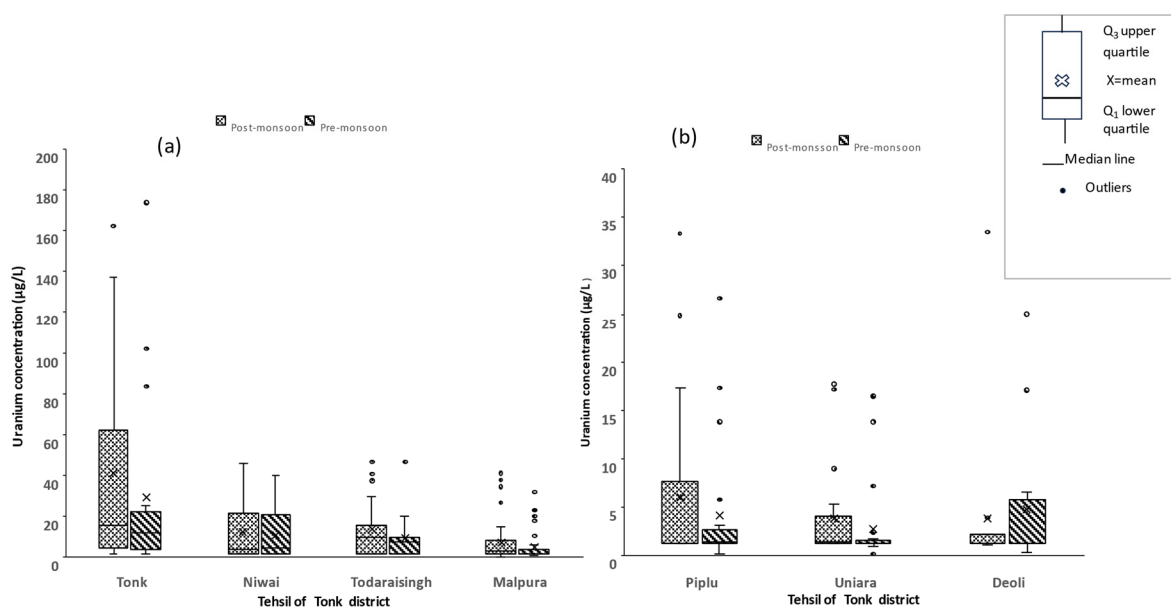 Q3 upper
quartile
X=mean
Q1 lower
quartile
Median line
Outliers
Post-monsoon Pre-monsoon
(a)
Uranium concentration (µg/L)
200
180
160
140
120
100
80
60
40
20
0
Tonk Niwai Todaraisingh Malpura
Tehsil of Tonk district
(b)
Post-monsson Pre-monsoon
Uranium concentration (µg/L)
40
35
30
25
20
15
10
5
0
Piplu Uniara Deoli
Tehsil of Tonk district